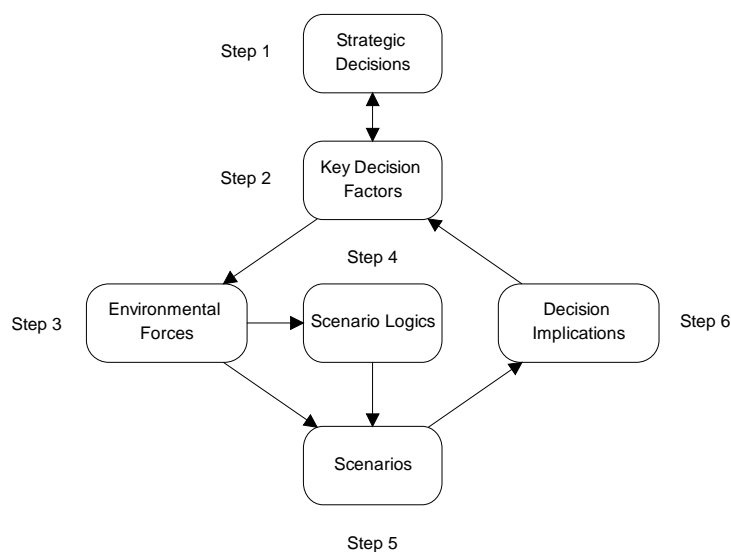 Step 1
Strategic
Decisions
Step 2
Key Decision
Factors
Step 4
Step 3
Environmental
Forces
Scenario Logics
Decision
Implications
Step 6
Scenarios
Step 5